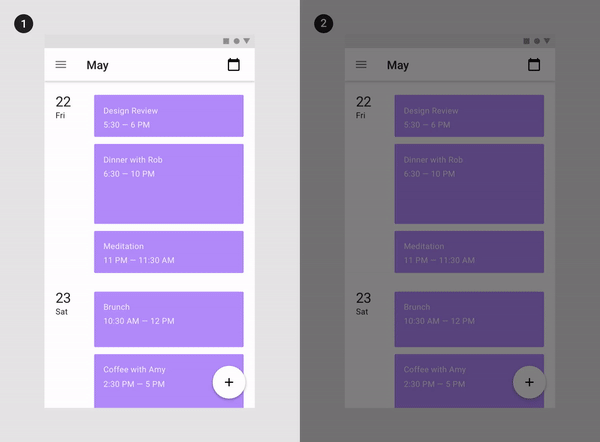 1
May
22
Fri
Design Review
5:30 — 6 PM
Dinner with Rob
6:30 — 10 PM
Meditation
11 PM — 11:30 AM
23
Sat
Brunch
10:30 AM — 12 PM
Coffee with Amy
2:30 PM — 5 PM
+
2
May
22
Fri
Design Review
5:30 — 6 PM
Dinner with Rob
6:30 — 10 PM
Meditation
11 PM — 11:30 AM
23
Sat
Brunch
10:30 AM — 12 PM
Coffee with Amy
2:30 PM — 5 PM
+